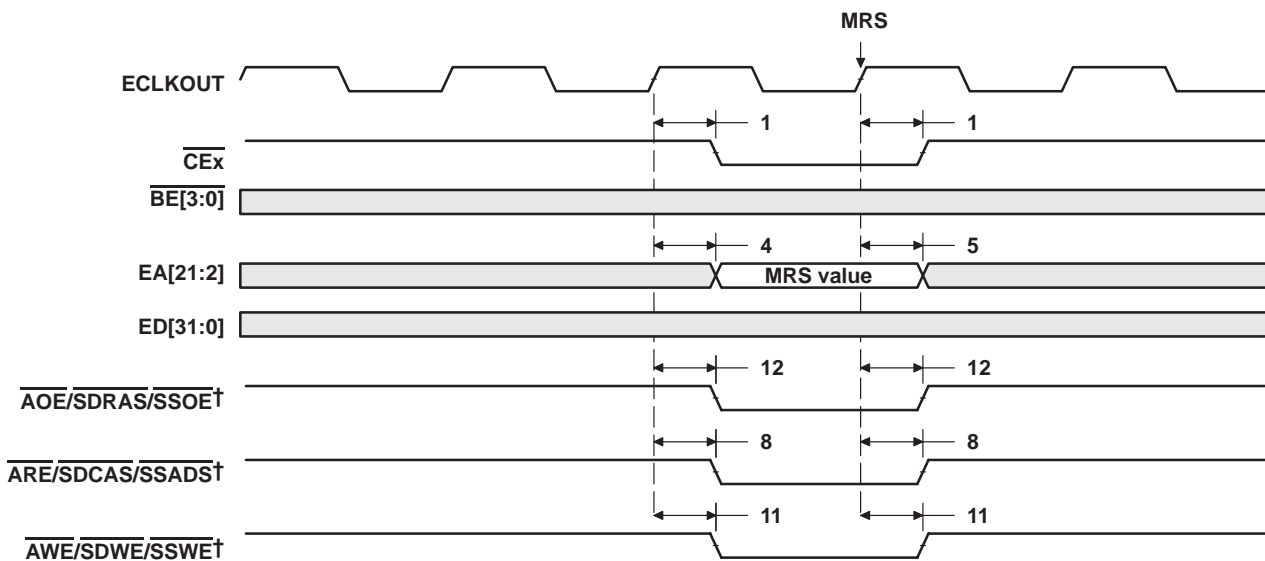 MRS
ECLKOUT
1 1
CEx
BE[3:0]
4 5
EA[21:2] MRS value
ED[31:0]
12 12
AOE/SDRAS/SSOE†
8 8
ARE/SDCAS/SSADS†
11 11
AWE/SDWE/SSWE†